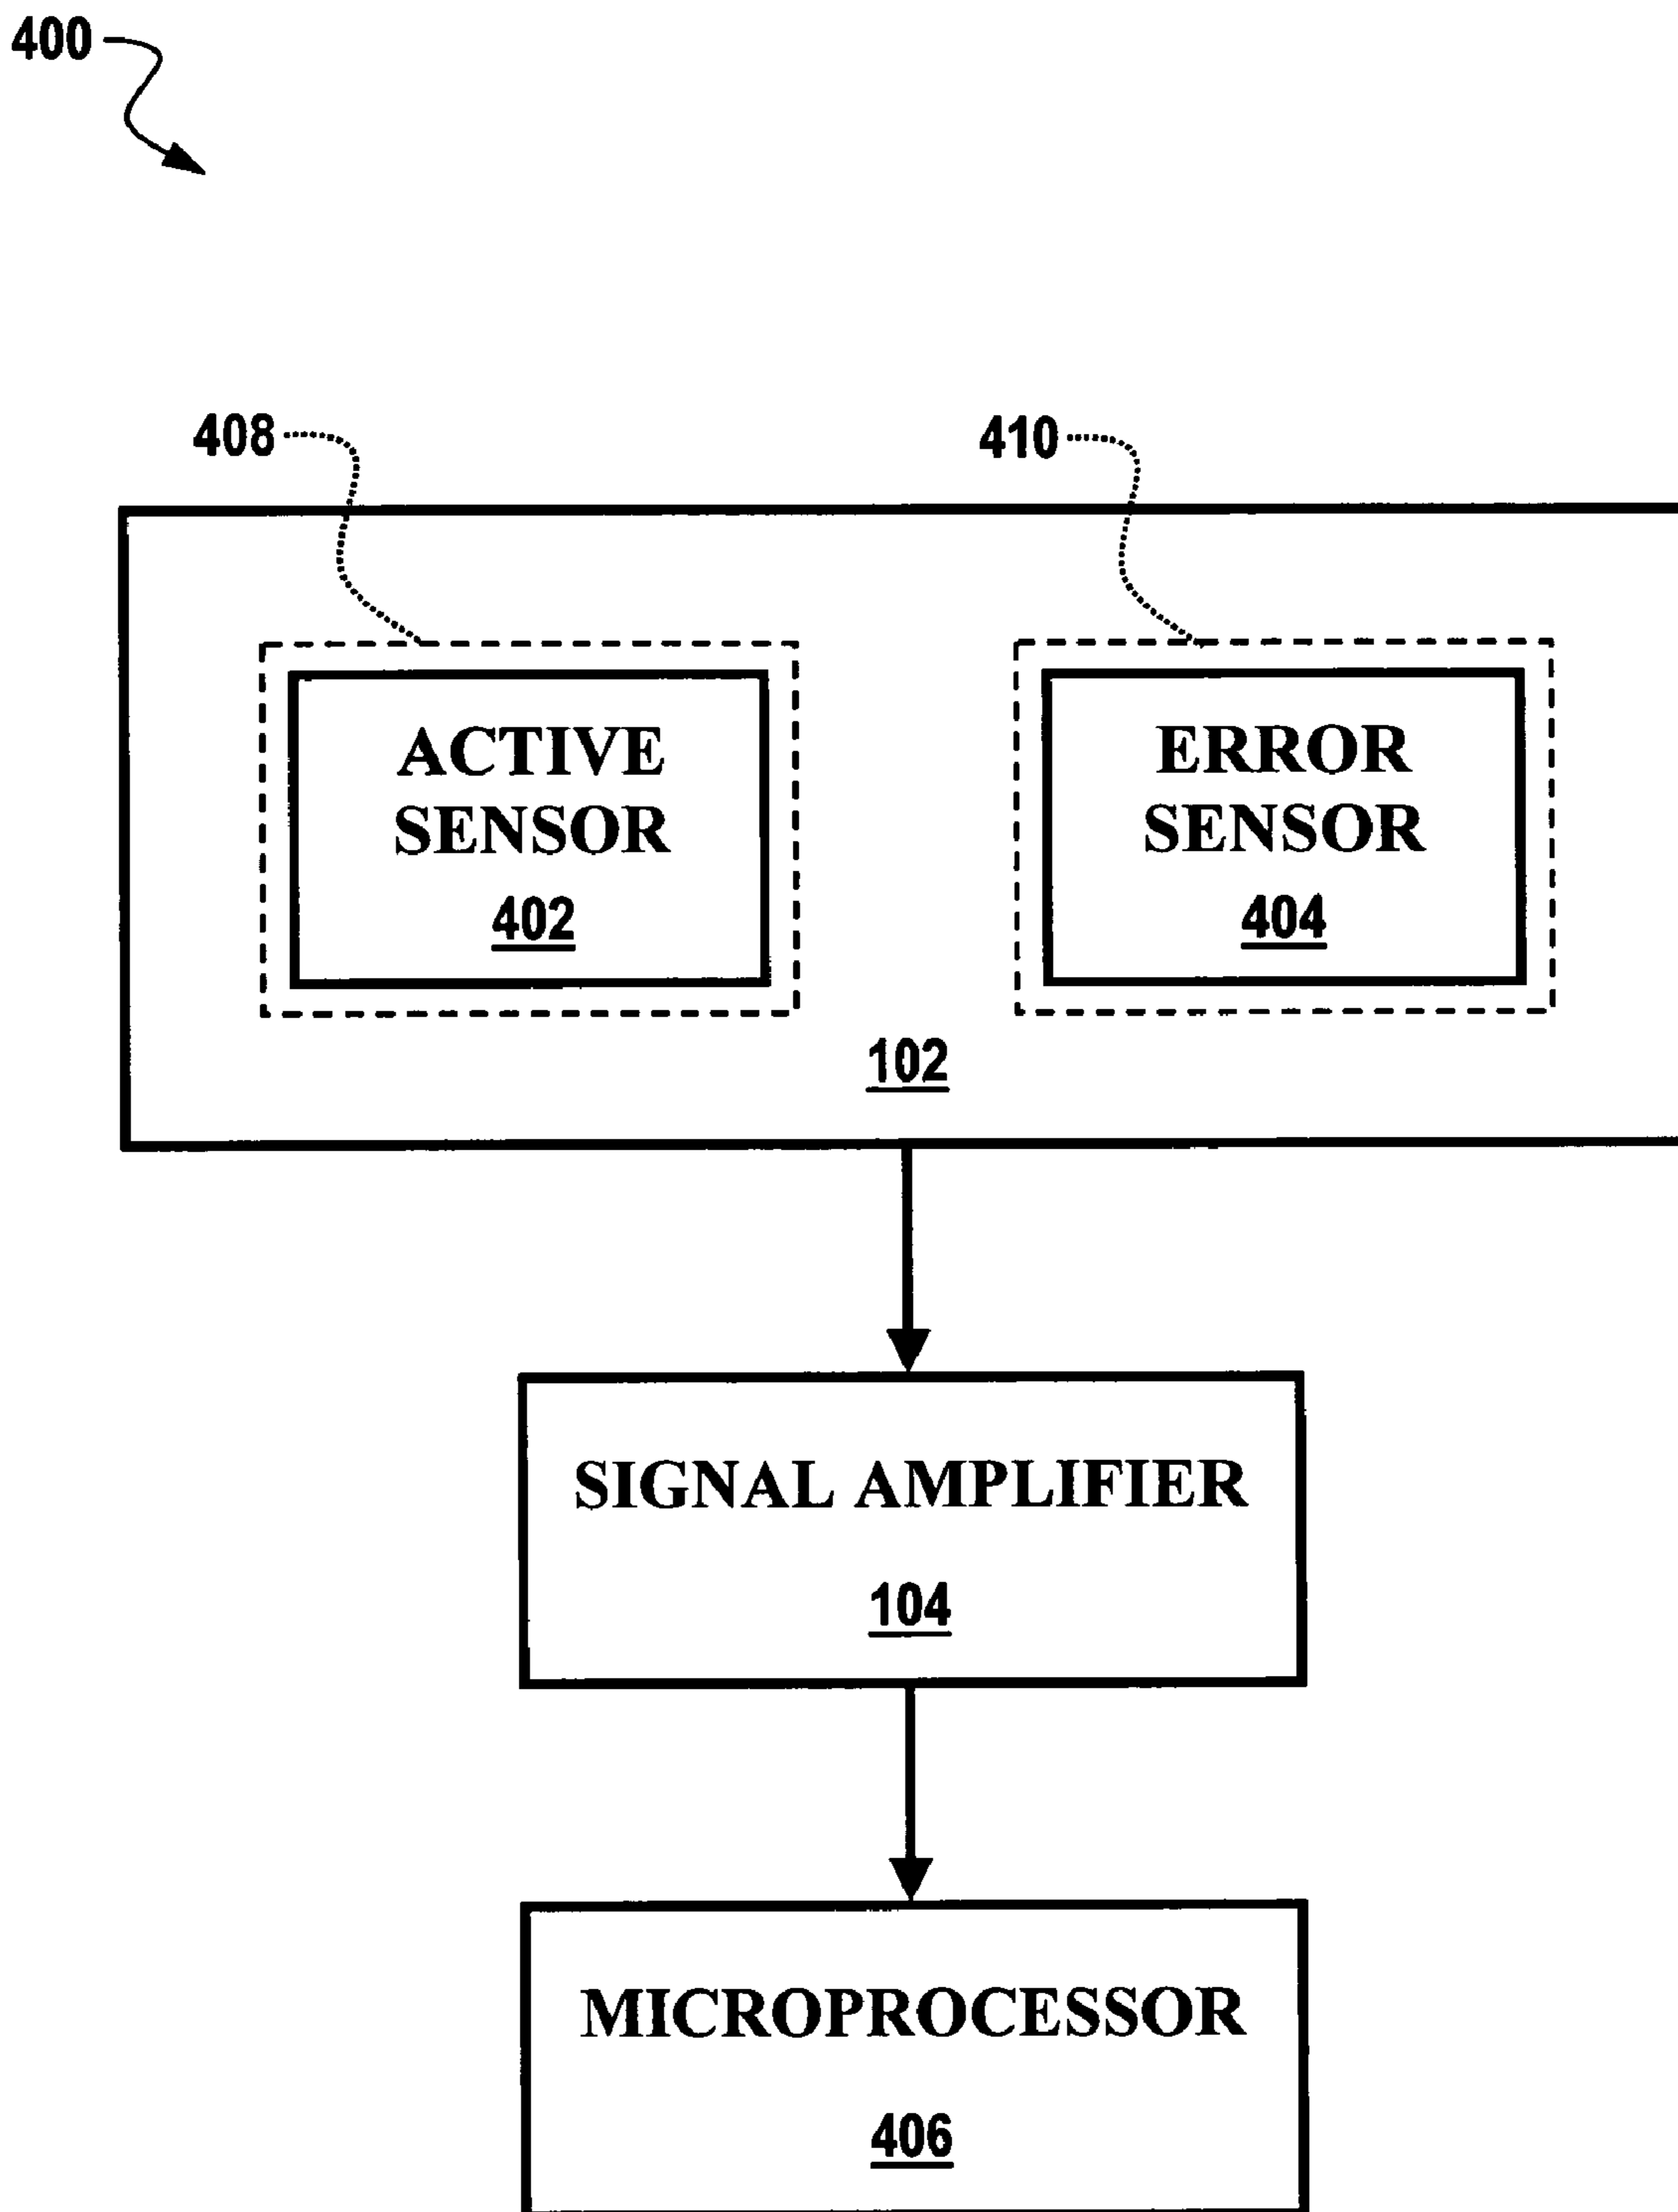 400
408
410
ACTIVE
SENSOR
402
ERROR
SENSOR
404
102
SIGNAL AMPLIFIER
104
MICROPROCESSOR
406